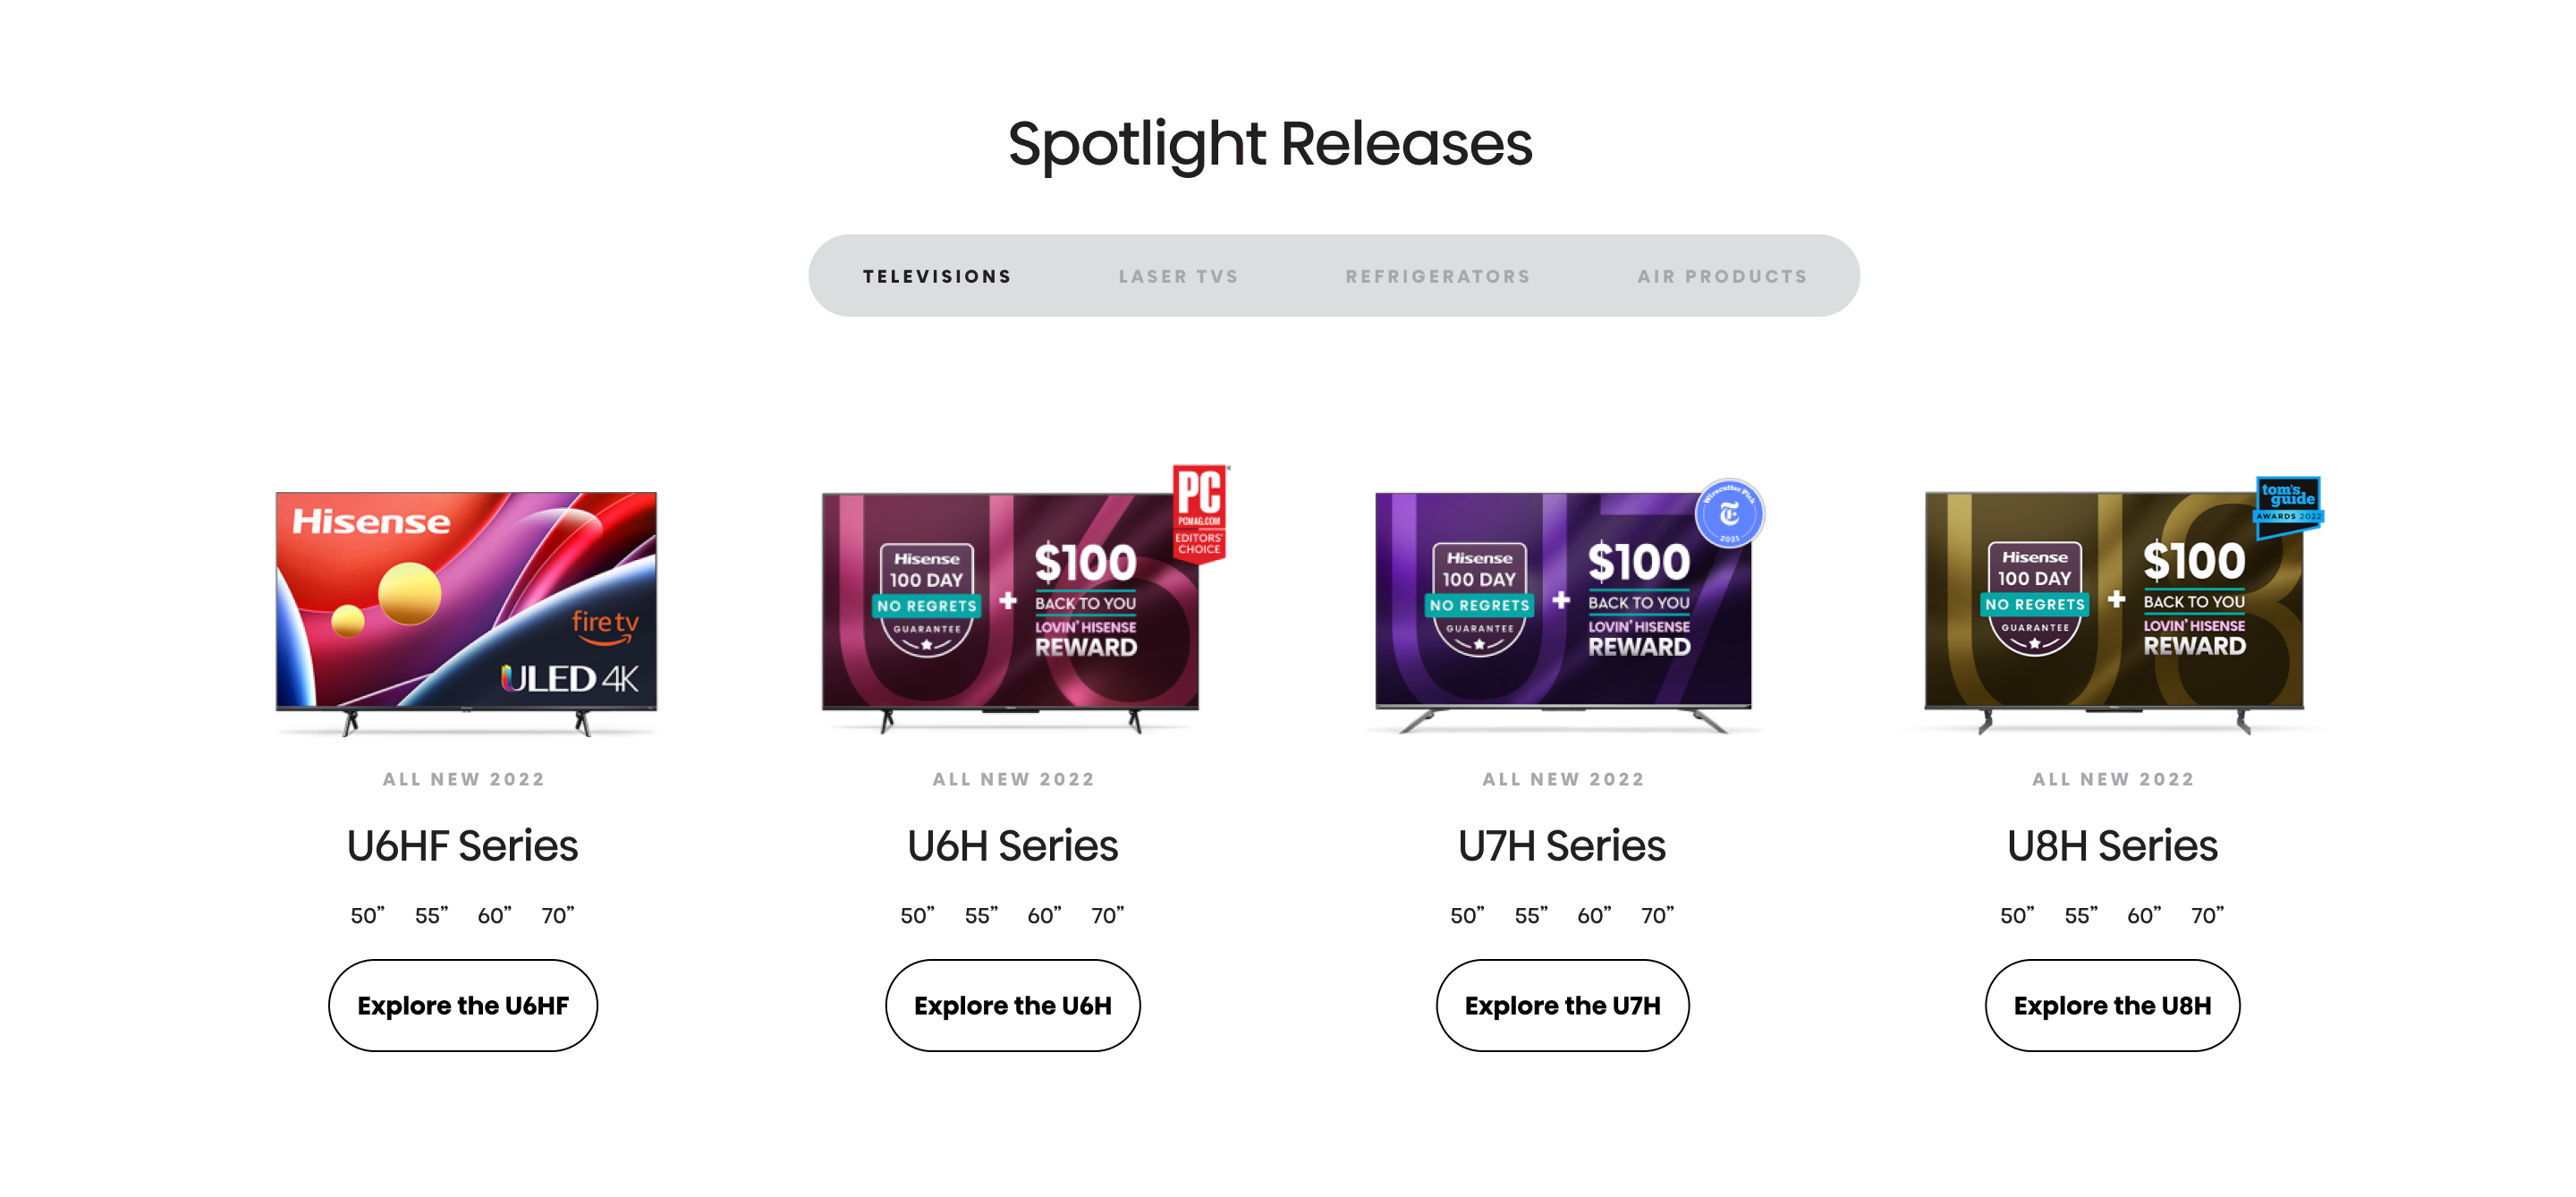 Spotlight Releases
TELEVISIONS LASER TVS REFRIGERATORS AIR PRODUCTS
Hisense
fire tv
ULED 4K
ALL NEW 2022
U6HF Series
50” 55” 60” 70”
Explore the U6HF
PC
PCMAG.COM
EDITORS'
CHOICE
Hisense
100 DAY
NO REGRETS
GUARANTEE
+
$100
BACK TO YOU
LOVIN' HISENSE
REWARD
ALL NEW 2022
U6H Series
50” 55” 60” 70”
Explore the U6H
Wirecutter Pick
T
2021
Hisense
100 DAY
NO REGRETS
GUARANTEE
+
$100
BACK TO YOU
LOVIN' HISENSE
REWARD
ALL NEW 2022
U7H Series
50” 55” 60” 70”
Explore the U7H
tom's
guide
AWARDS 2022
Hisense
100 DAY
NO REGRETS
GUARANTEE
+
$100
BACK TO YOU
LOVIN' HISENSE
REWARD
ALL NEW 2022
U8H Series
50” 55” 60” 70”
Explore the U8H